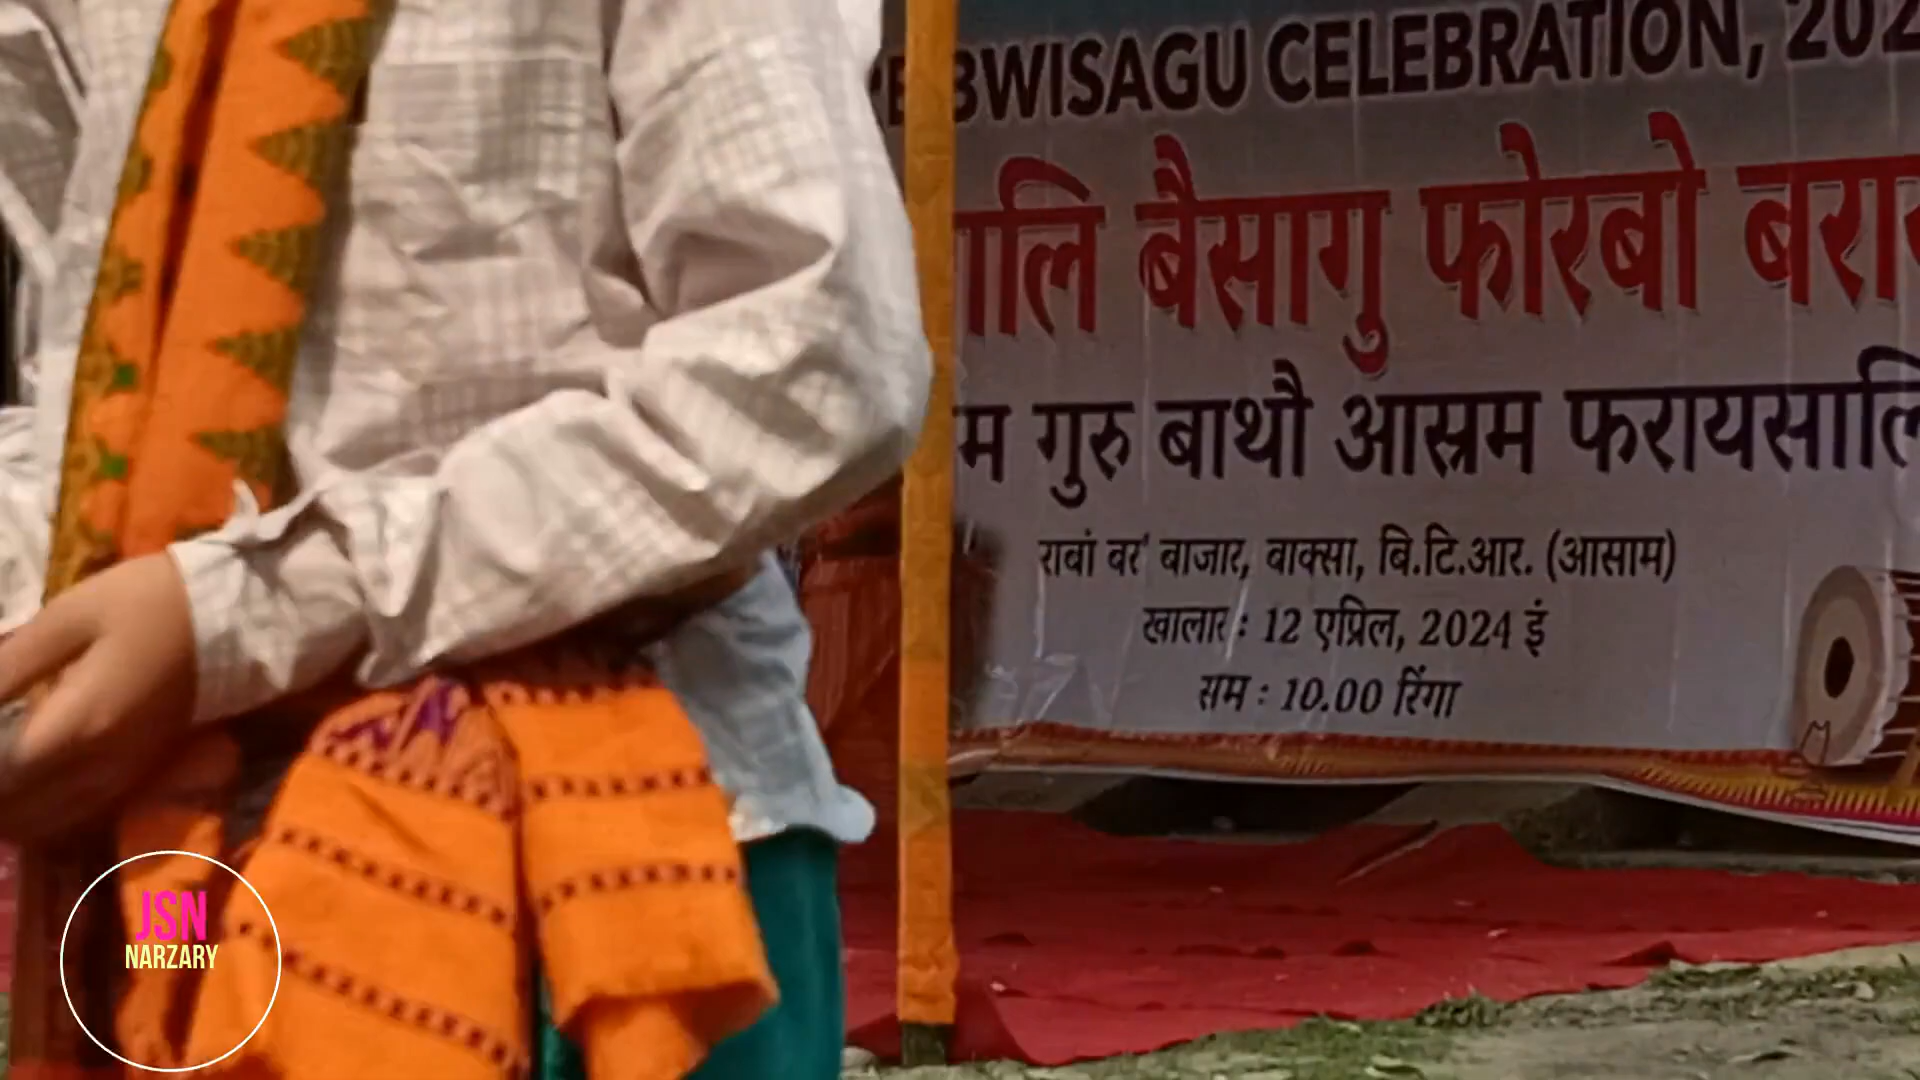 BWISAGU CELEBRATION, 202
बैसागु फोरबो
गुरु बाथौ आस्रम फरायसालि
राबां बर' बाजार, बाक्सा, बि.टि.आर. (आसाम)
खालार : 12 एप्रिल, 2024 इं
सम : 10.00 रिंगा
JSN
NARZARY